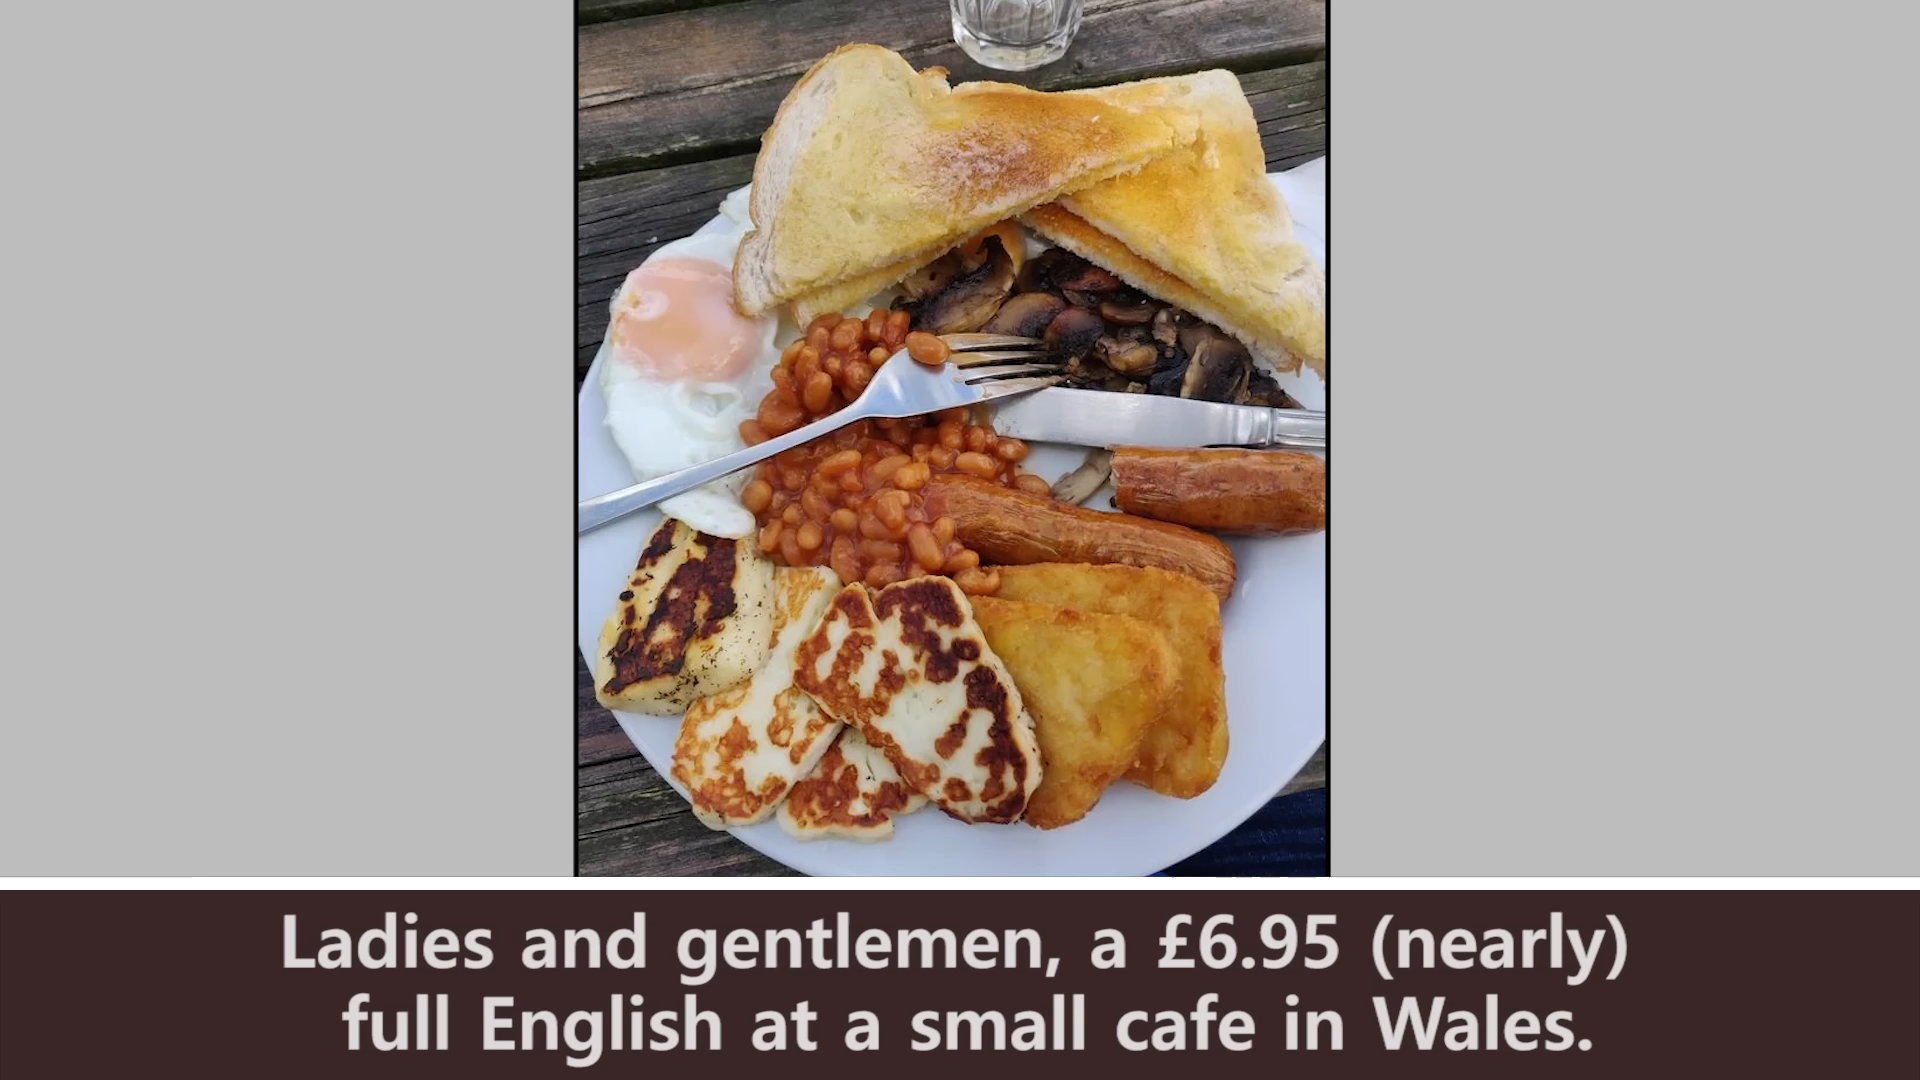 Ladies and gentlemen, a £6.95 (nearly)
full English at a small cafe in Wales.